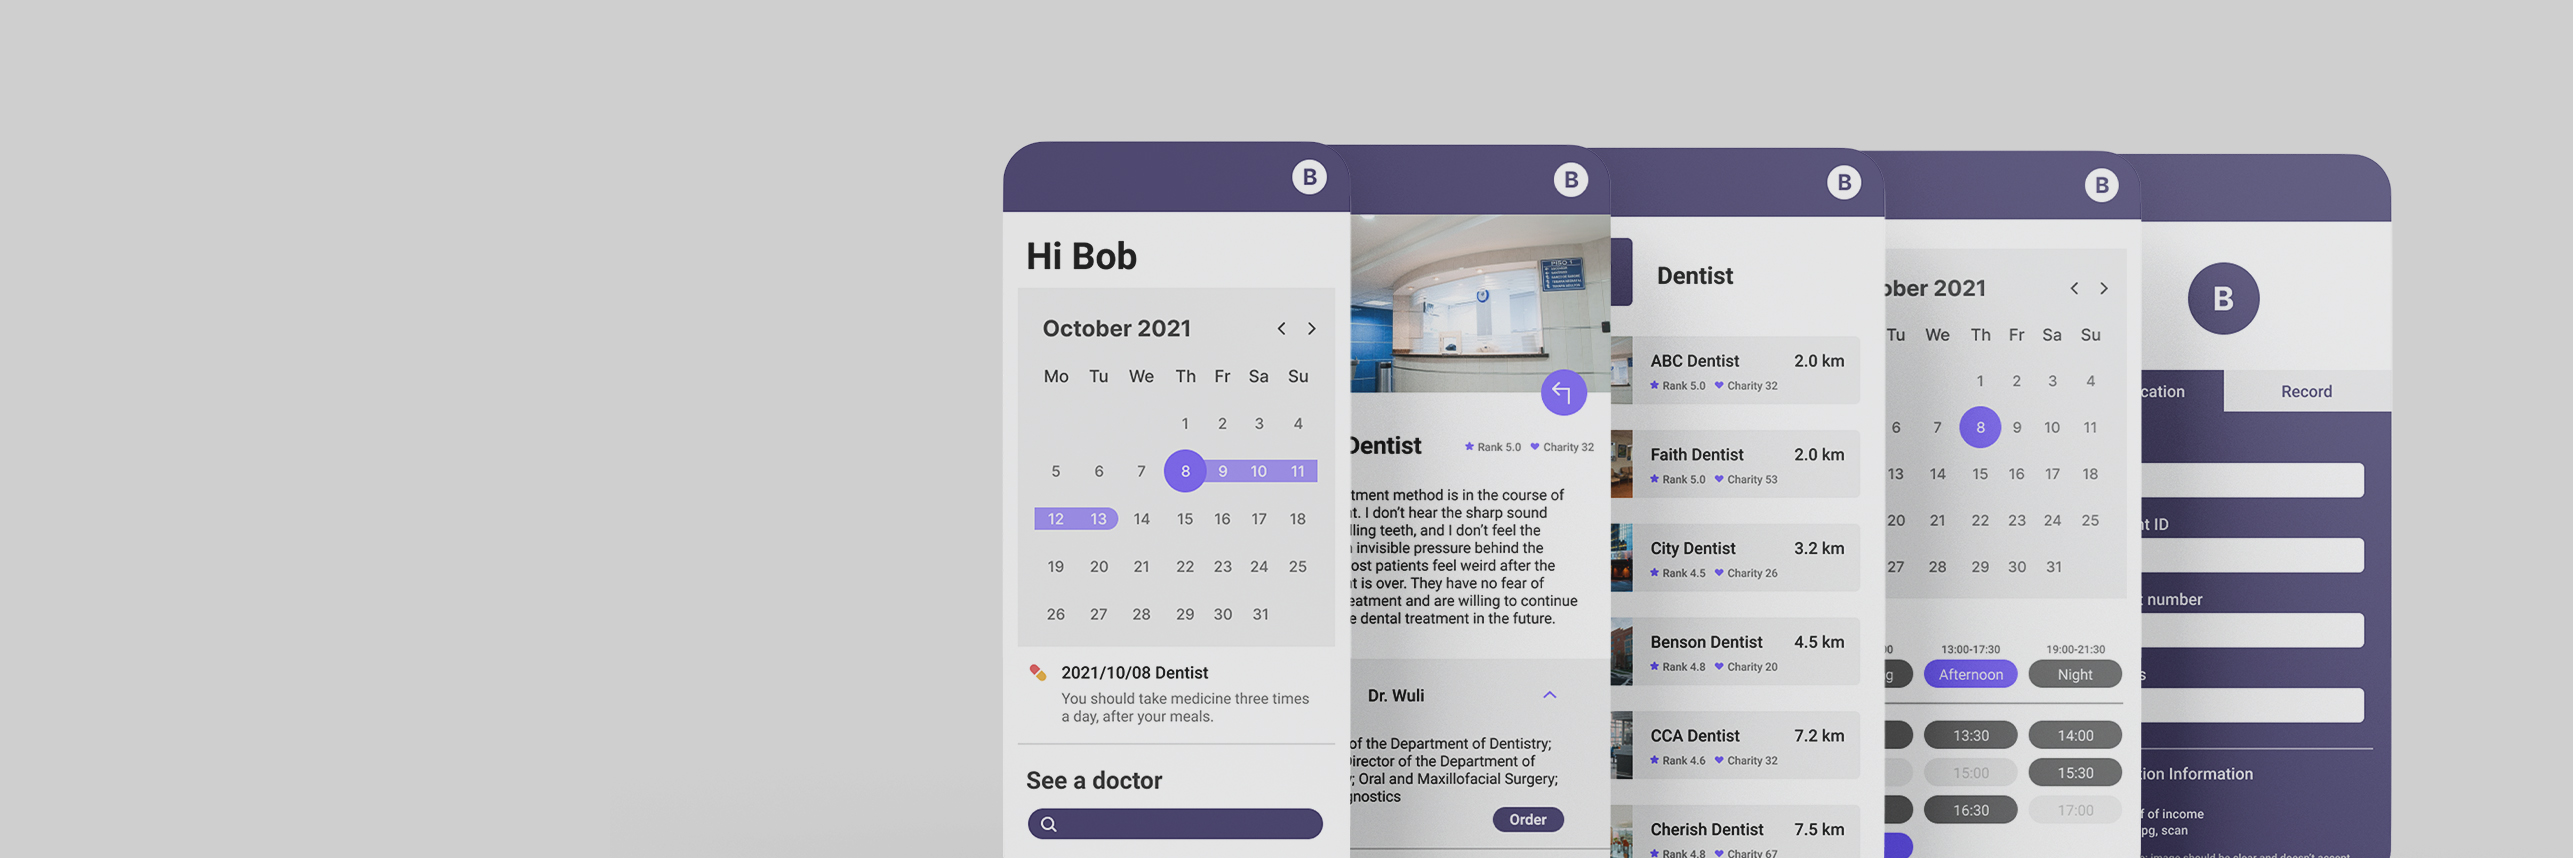 B
Hi Bob
October 2021
Mo Tu We Th Fr Sa Su
1 2 3 4
5 6 7 8 9 10 11
12 13 14 15 16 17 18
19 20 21 22 23 24 25
26 27 28 29 30 31
2021/10/08 Dentist
You should take medicine three times
a day, after your meals.
See a doctor
B
PISO 1
Dentist
Rank 5.0 Charity 32
tment method is in the course of
t. I don't hear the sharp sound
lling teeth, and I don't feel the
invisible pressure behind the
ost patients feel weird after the
t is over. They have no fear of
eatment and are willing to continue
e dental treatment in the future.
Dr. Wuli
of the Department of Dentistry;
Director of the Department of
; Oral and Maxillofacial Surgery;
gnostics
Order
B
Dentist
ABC Dentist 2.0 km
Rank 5.0 Charity 32
Faith Dentist 2.0 km
Rank 5.0 Charity 53
City Dentist 3.2 km
Rank 4.5 Charity 26
Benson Dentist 4.5 km
Rank 4.8 Charity 20
CCA Dentist 7.2 km
Rank 4.6 Charity 32
Cherish Dentist 7.5 km
Rank 4.8 Charity 67
B
ober 2021
Tu We Th Fr Sa Su
1 2 3 4
6 7 8 9 10 11
13 14 15 16 17 18
20 21 22 23 24 25
27 28 29 30 31
00 13:00-17:30 19:00-21:30
g Afternoon Night
13:30 14:00
15:00 15:30
16:30 17:00
B
cation Record
t ID
t number
s
ion Information
f of income
pg, scan
image should be clear and doesn't accept